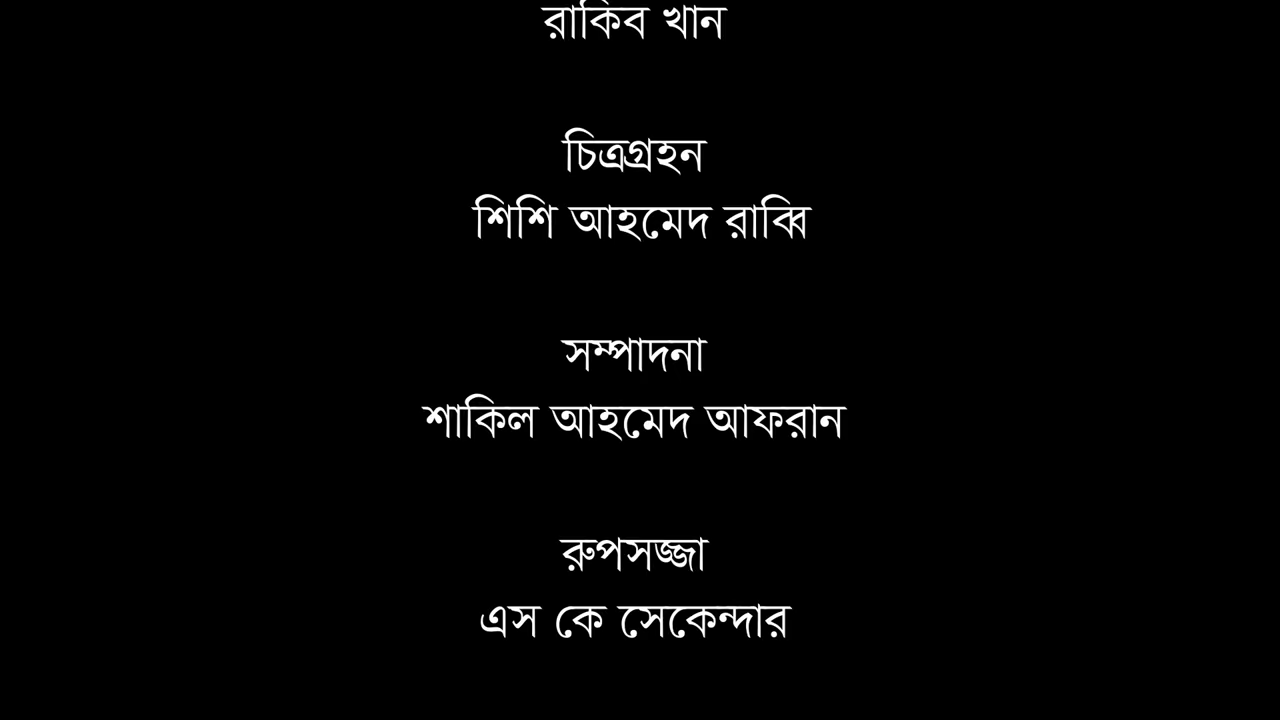 রাকিব খান
চিত্রগ্রহন
শিশি আহমেদ রাব্বি
সম্পাদনা
শাকিল আহমেদ আফরান
রুপসজ্জা
এস কে সেকেন্দার